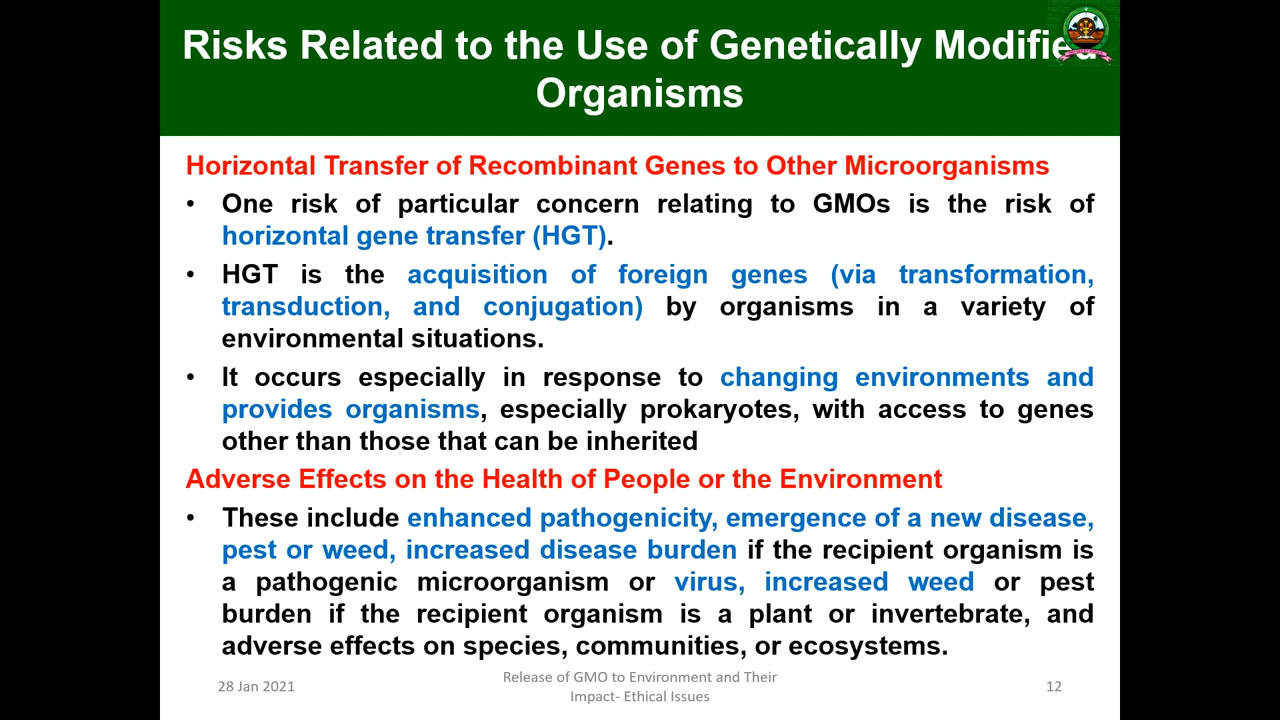 Risks Related to the Use of Genetically Modified
Organisms
Horizontal Transfer of Recombinant Genes to Other Microorganisms
• One risk of particular concern relating to GMOs is the risk of
horizontal gene transfer (HGT).
• HGT is the acquisition of foreign genes (via transformation,
transduction, and conjugation) by organisms in a variety of
environmental situations.
• It occurs especially in response to changing environments and
provides organisms, especially prokaryotes, with access to genes
other than those that can be inherited
Adverse Effects on the Health of People or the Environment
• These include enhanced pathogenicity, emergence of a new disease,
pest or weed, increased disease burden if the recipient organism is
a pathogenic microorganism or virus, increased weed or pest
burden if the recipient organism is a plant or invertebrate, and
adverse effects on species, communities, or ecosystems.
28 Jan 2021
Release of GMO to Environment and Their
Impact- Ethical Issues
12